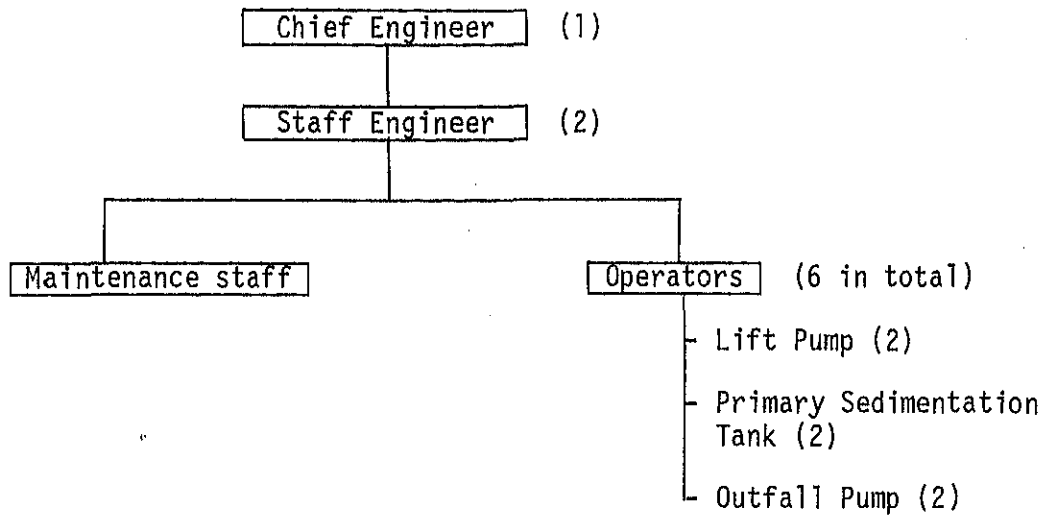 Chief Engineer (1)
Staff Engineer (2)
Maintenance staff
Operators (6 in total)
Lift Pump (2)
Primary Sedimentation
Tank (2)
Outfall Pump (2)